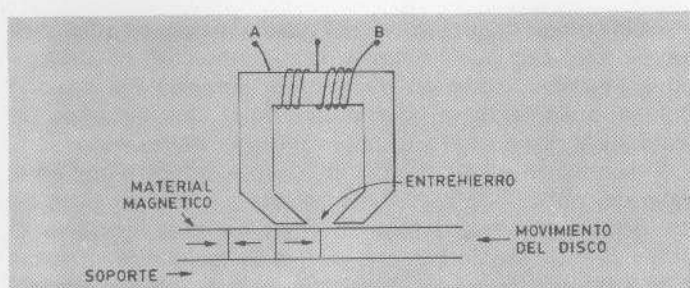 A
B
MATERIAL
MAGNETICO
ENTREHIERRO
MOVIMIENTO
DEL DISCO
SOPORTE